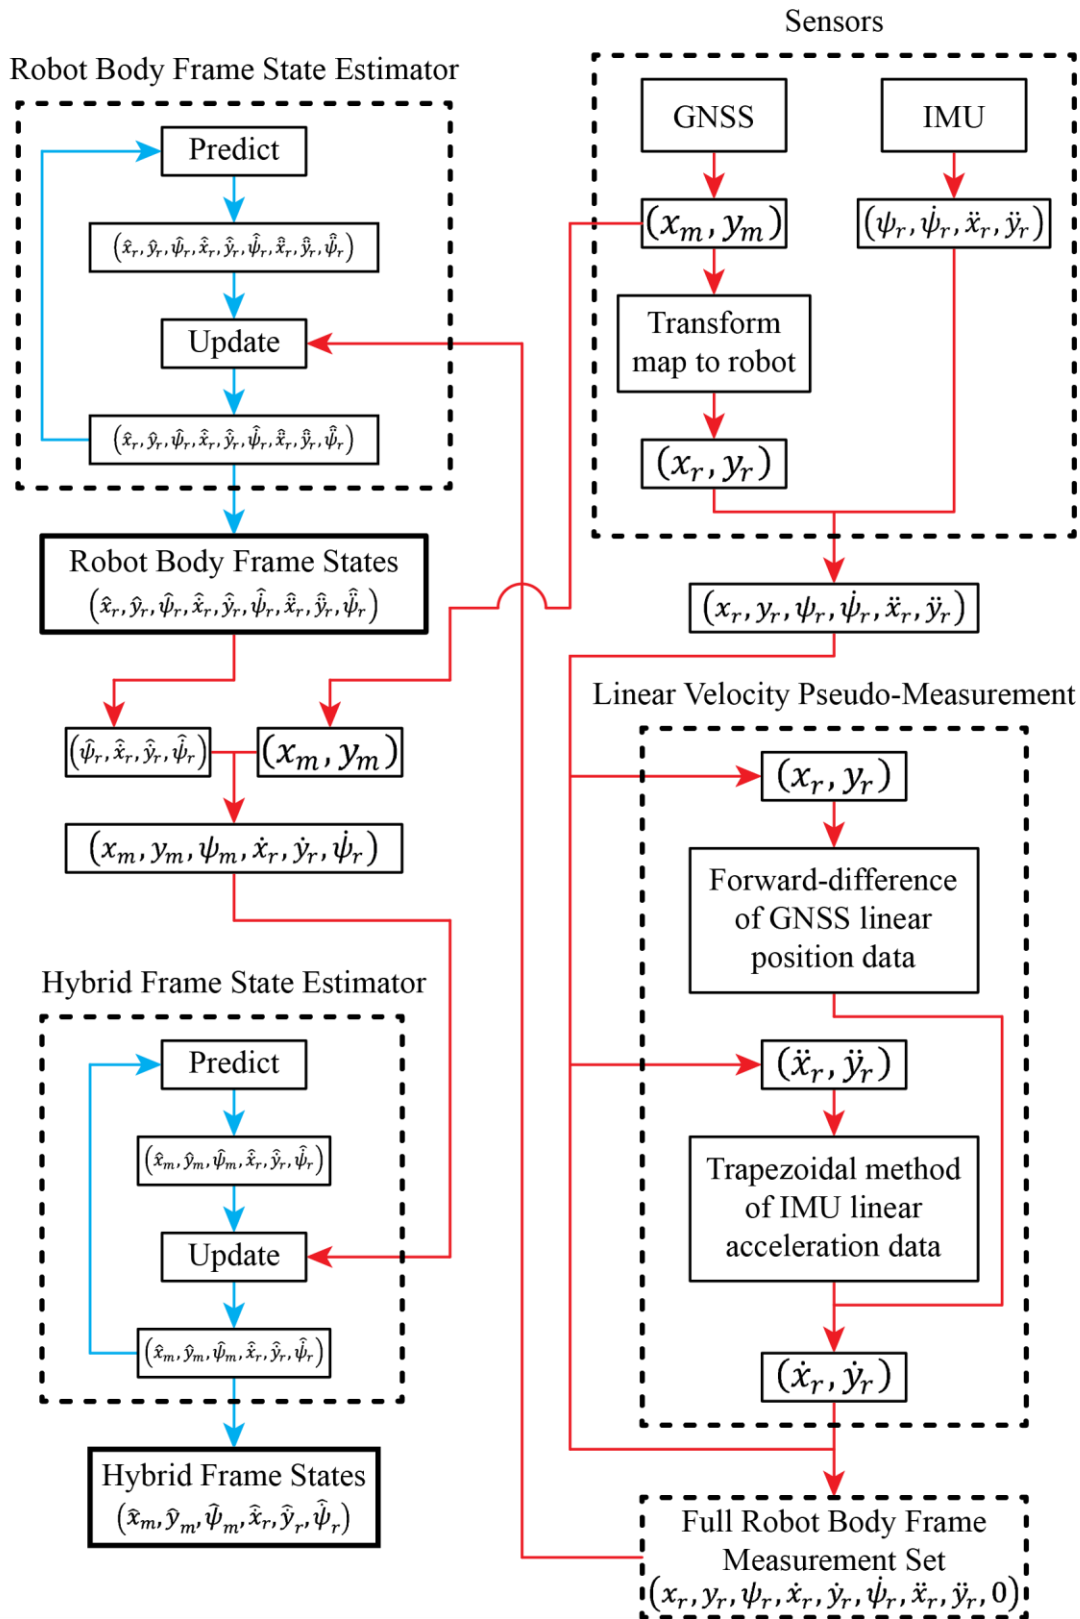 Robot Body Frame State Estimator
Predict
(x̂_r, ŷ_r, ψ̂_r, ẋ̂_r, ẏ̂_r, ψ̇̂_r, ẍ̂_r, ÿ̂_r, ψ̈̂_r)
Update
(x̂_r, ŷ_r, ψ̂_r, ẋ̂_r, ẏ̂_r, ψ̇̂_r, ẍ̂_r, ÿ̂_r, ψ̈̂_r)
Robot Body Frame States
(x̂_r, ŷ_r, ψ̂_r, ẋ̂_r, ẏ̂_r, ψ̇̂_r, ẍ̂_r, ÿ̂_r, ψ̈̂_r)
(ψ̂_r, ẋ̂_r, ẏ̂_r, ψ̇̂_r)
(x_m, y_m)
(x_m, y_m, ψ_m, ẋ_r, ẏ_r, ψ̇_r)
Hybrid Frame State Estimator
Predict
(x̂_m, ŷ_m, ψ̂_m, ẋ̂_r, ẏ̂_r, ψ̇̂_r)
Update
(x̂_m, ŷ_m, ψ̂_m, ẋ̂_r, ẏ̂_r, ψ̇̂_r)
Hybrid Frame States
(x̂_m, ŷ_m, ψ̂_m, ẋ̂_r, ẏ̂_r, ψ̇̂_r)
Sensors
GNSS
IMU
(x_m, y_m)
(ψ_r, ψ̇_r, ẍ_r, ÿ_r)
Transform
map to robot
(x_r, y_r)
(x_r, y_r, ψ_r, ψ̇_r, ẍ_r, ÿ_r)
Linear Velocity Pseudo-Measurement
(x_r, y_r)
Forward-difference
of GNSS linear
position data
(ẍ_r, ÿ_r)
Trapezoidal method
of IMU linear
acceleration data
(ẋ_r, ẏ_r)
Full Robot Body Frame
Measurement Set
(x_r, y_r, ψ_r, ẋ_r, ẏ_r, ψ̇_r, ẍ_r, ÿ_r, 0)